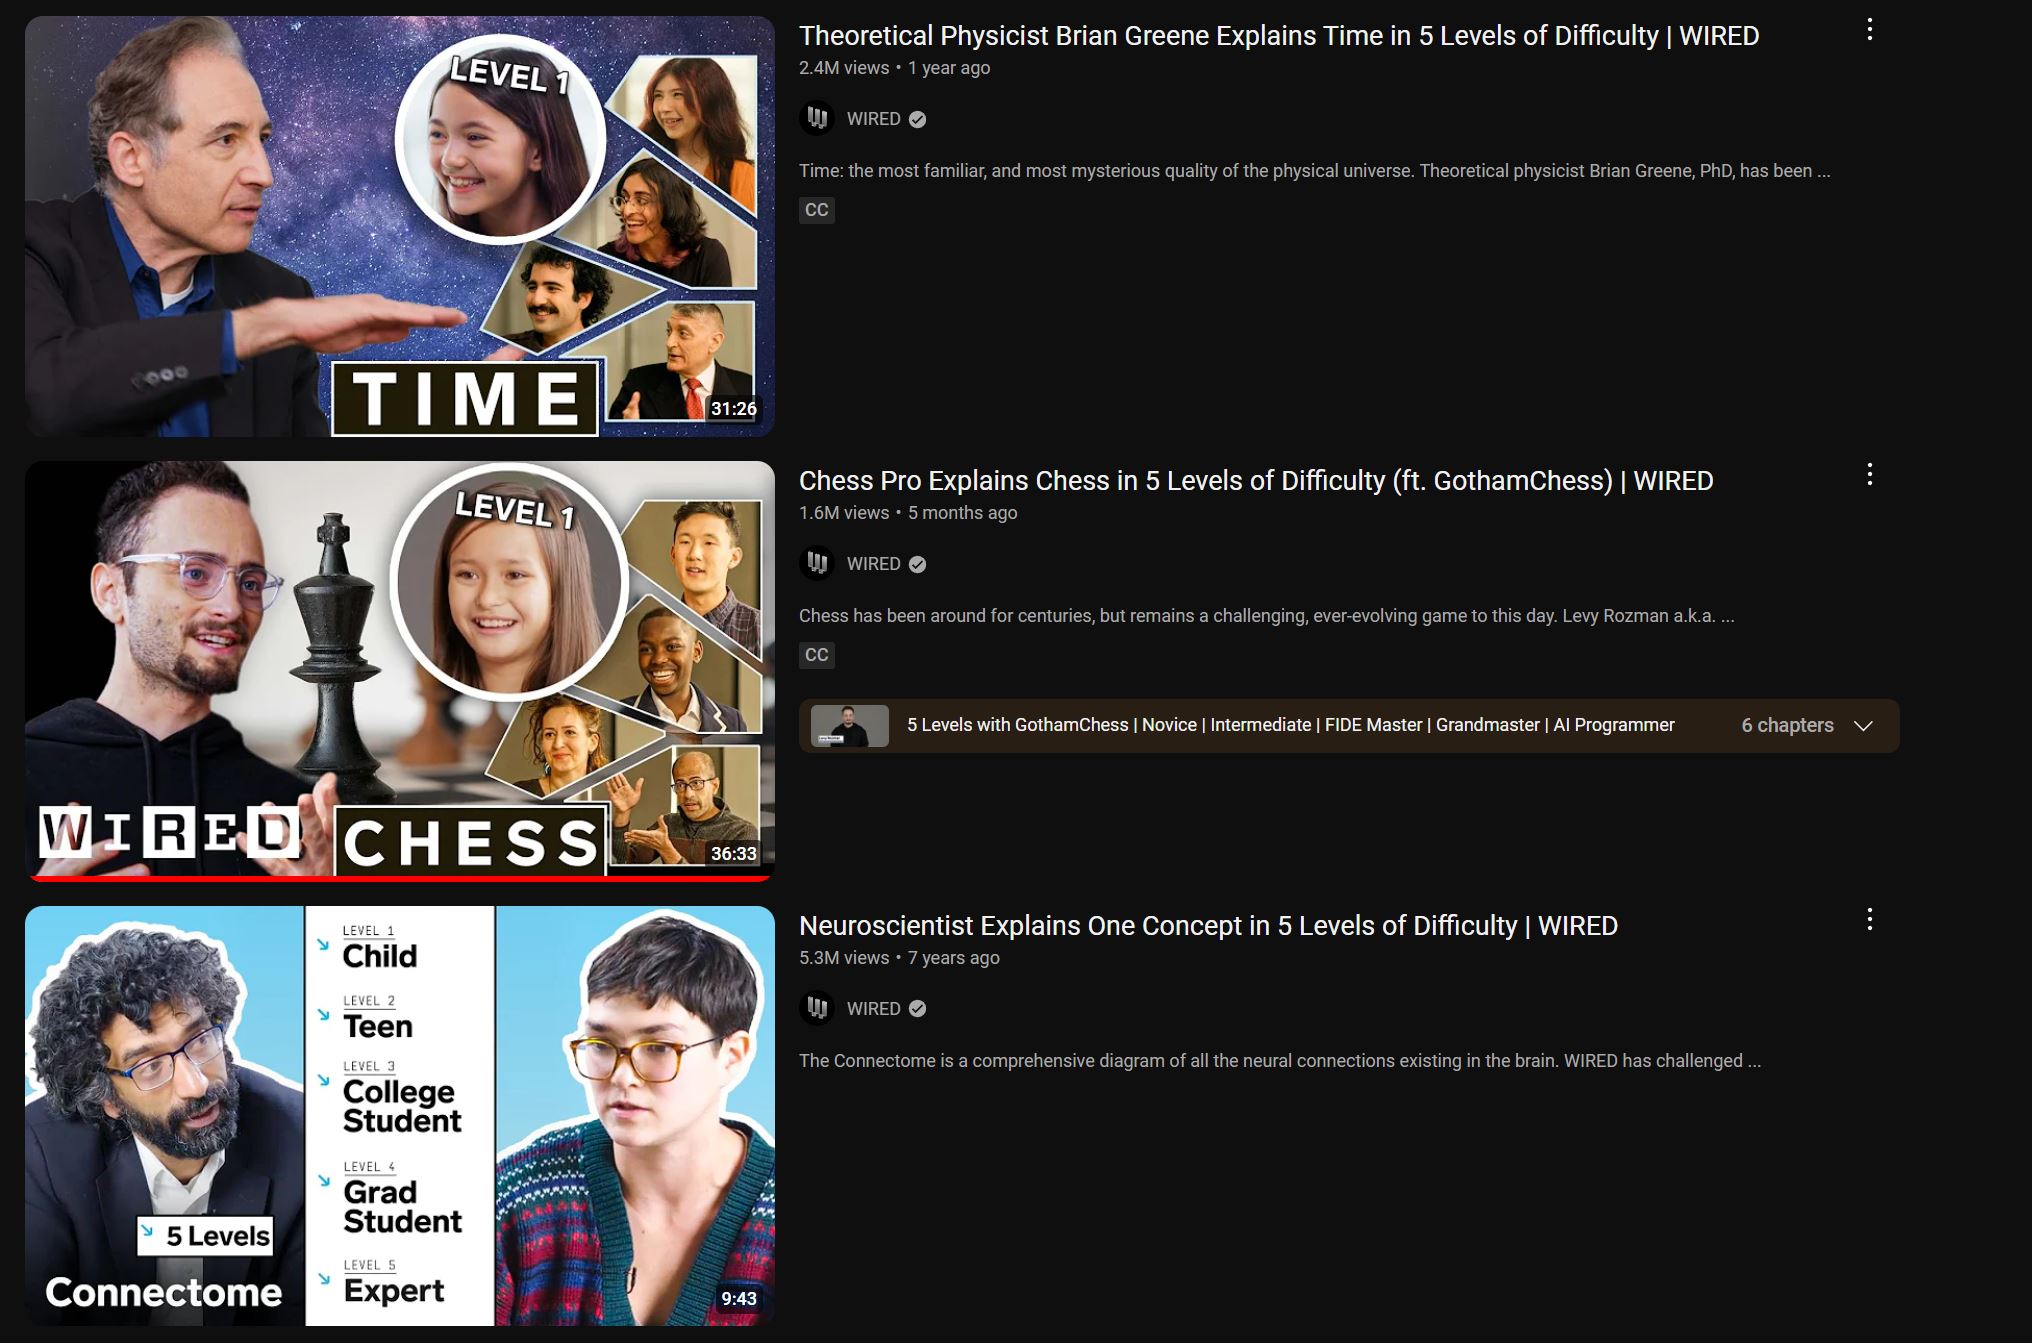 LEVEL 1
TIME
31:26
Theoretical Physicist Brian Greene Explains Time in 5 Levels of Difficulty | WIRED
2.4M views • 1 year ago
WIRED
Time: the most familiar, and most mysterious quality of the physical universe. Theoretical physicist Brian Greene, PhD, has been ...
CC
LEVEL 1
WIRED
CHESS
36:33
Chess Pro Explains Chess in 5 Levels of Difficulty (ft. GothamChess) | WIRED
1.6M views • 5 months ago
WIRED
Chess has been around for centuries, but remains a challenging, ever-evolving game to this day. Levy Rozman a.k.a. ...
CC
5 Levels with GothamChess | Novice | Intermediate | FIDE Master | Grandmaster | AI Programmer
6 chapters
LEVEL 1
Child
LEVEL 2
Teen
LEVEL 3
College
Student
LEVEL 4
Grad
Student
LEVEL 5
Expert
5 Levels
Connectome
9:43
Neuroscientist Explains One Concept in 5 Levels of Difficulty | WIRED
5.3M views • 7 years ago
WIRED
The Connectome is a comprehensive diagram of all the neural connections existing in the brain. WIRED has challenged ...